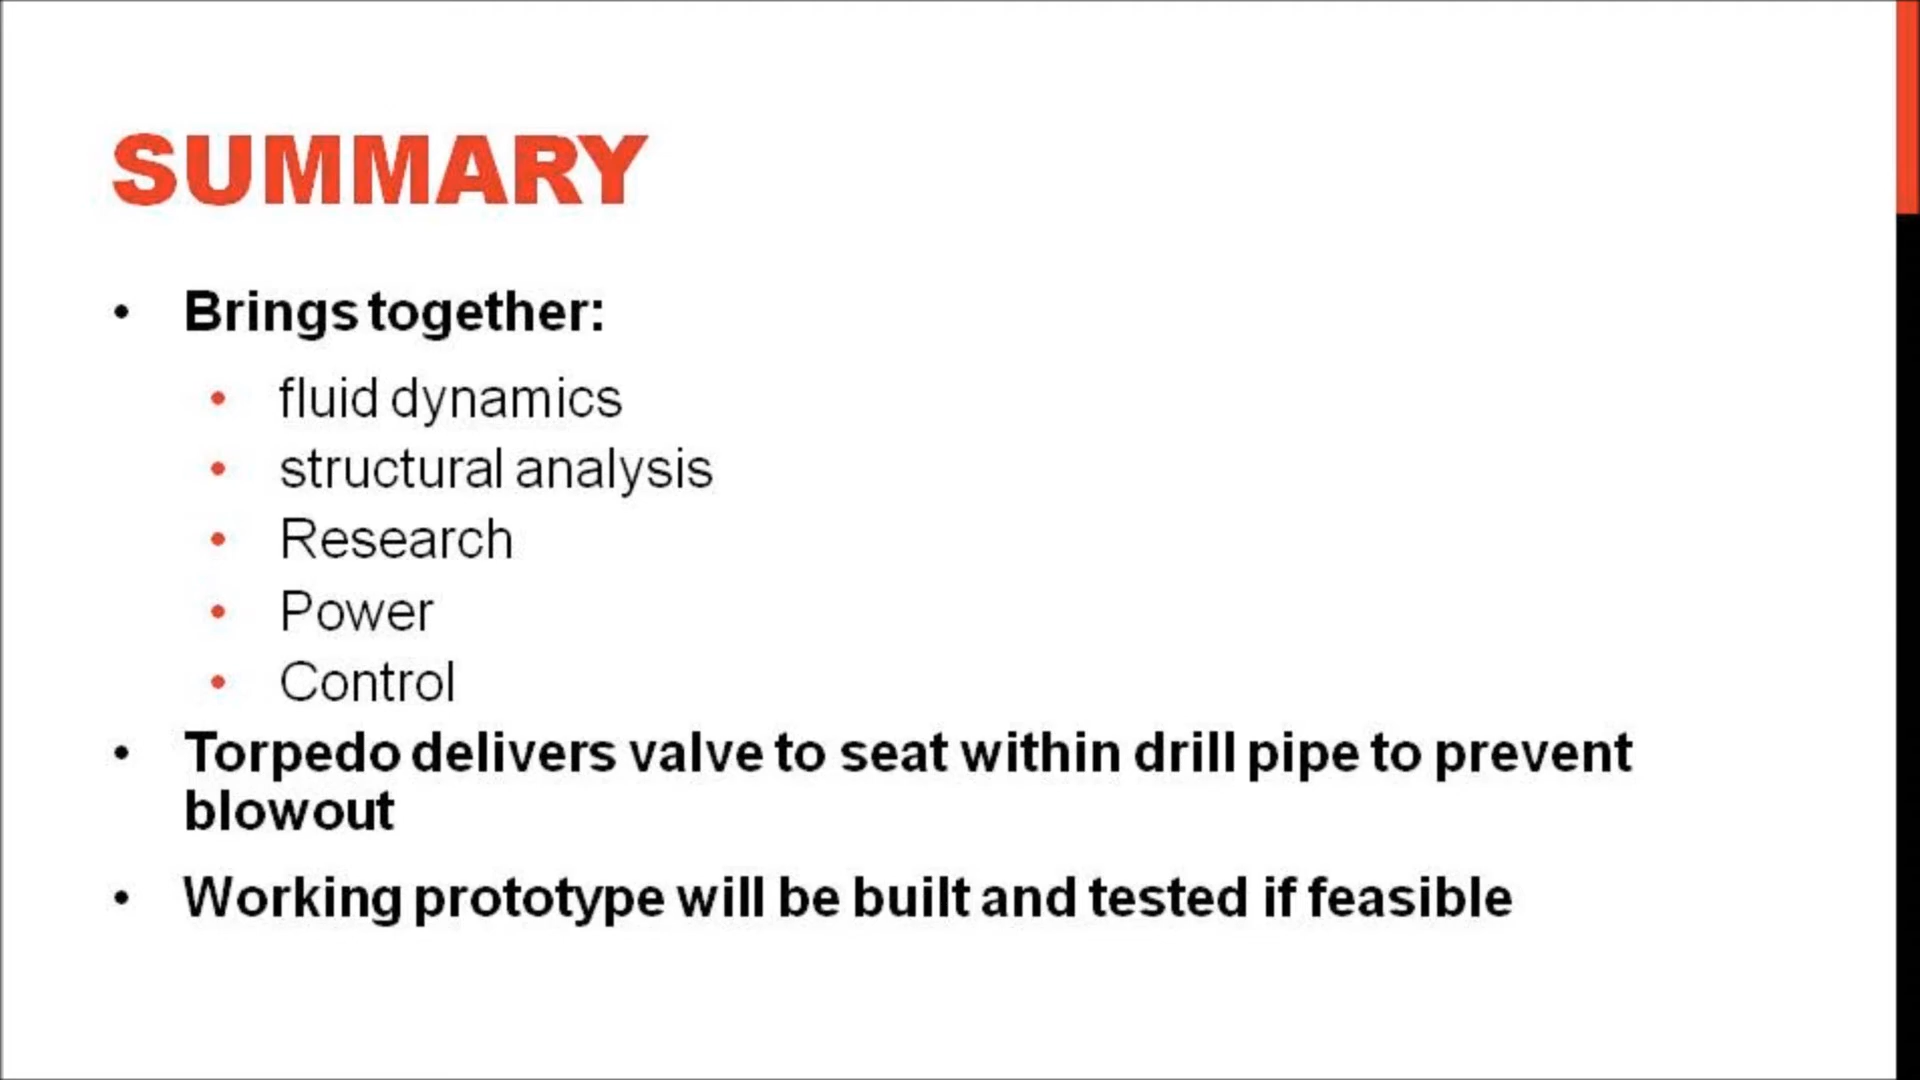 SUMMARY
• Brings together:
• fluid dynamics
• structural analysis
• Research
• Power
• Control
• Torpedo delivers valve to seat within drill pipe to prevent
blowout
• Working prototype will be built and tested if feasible